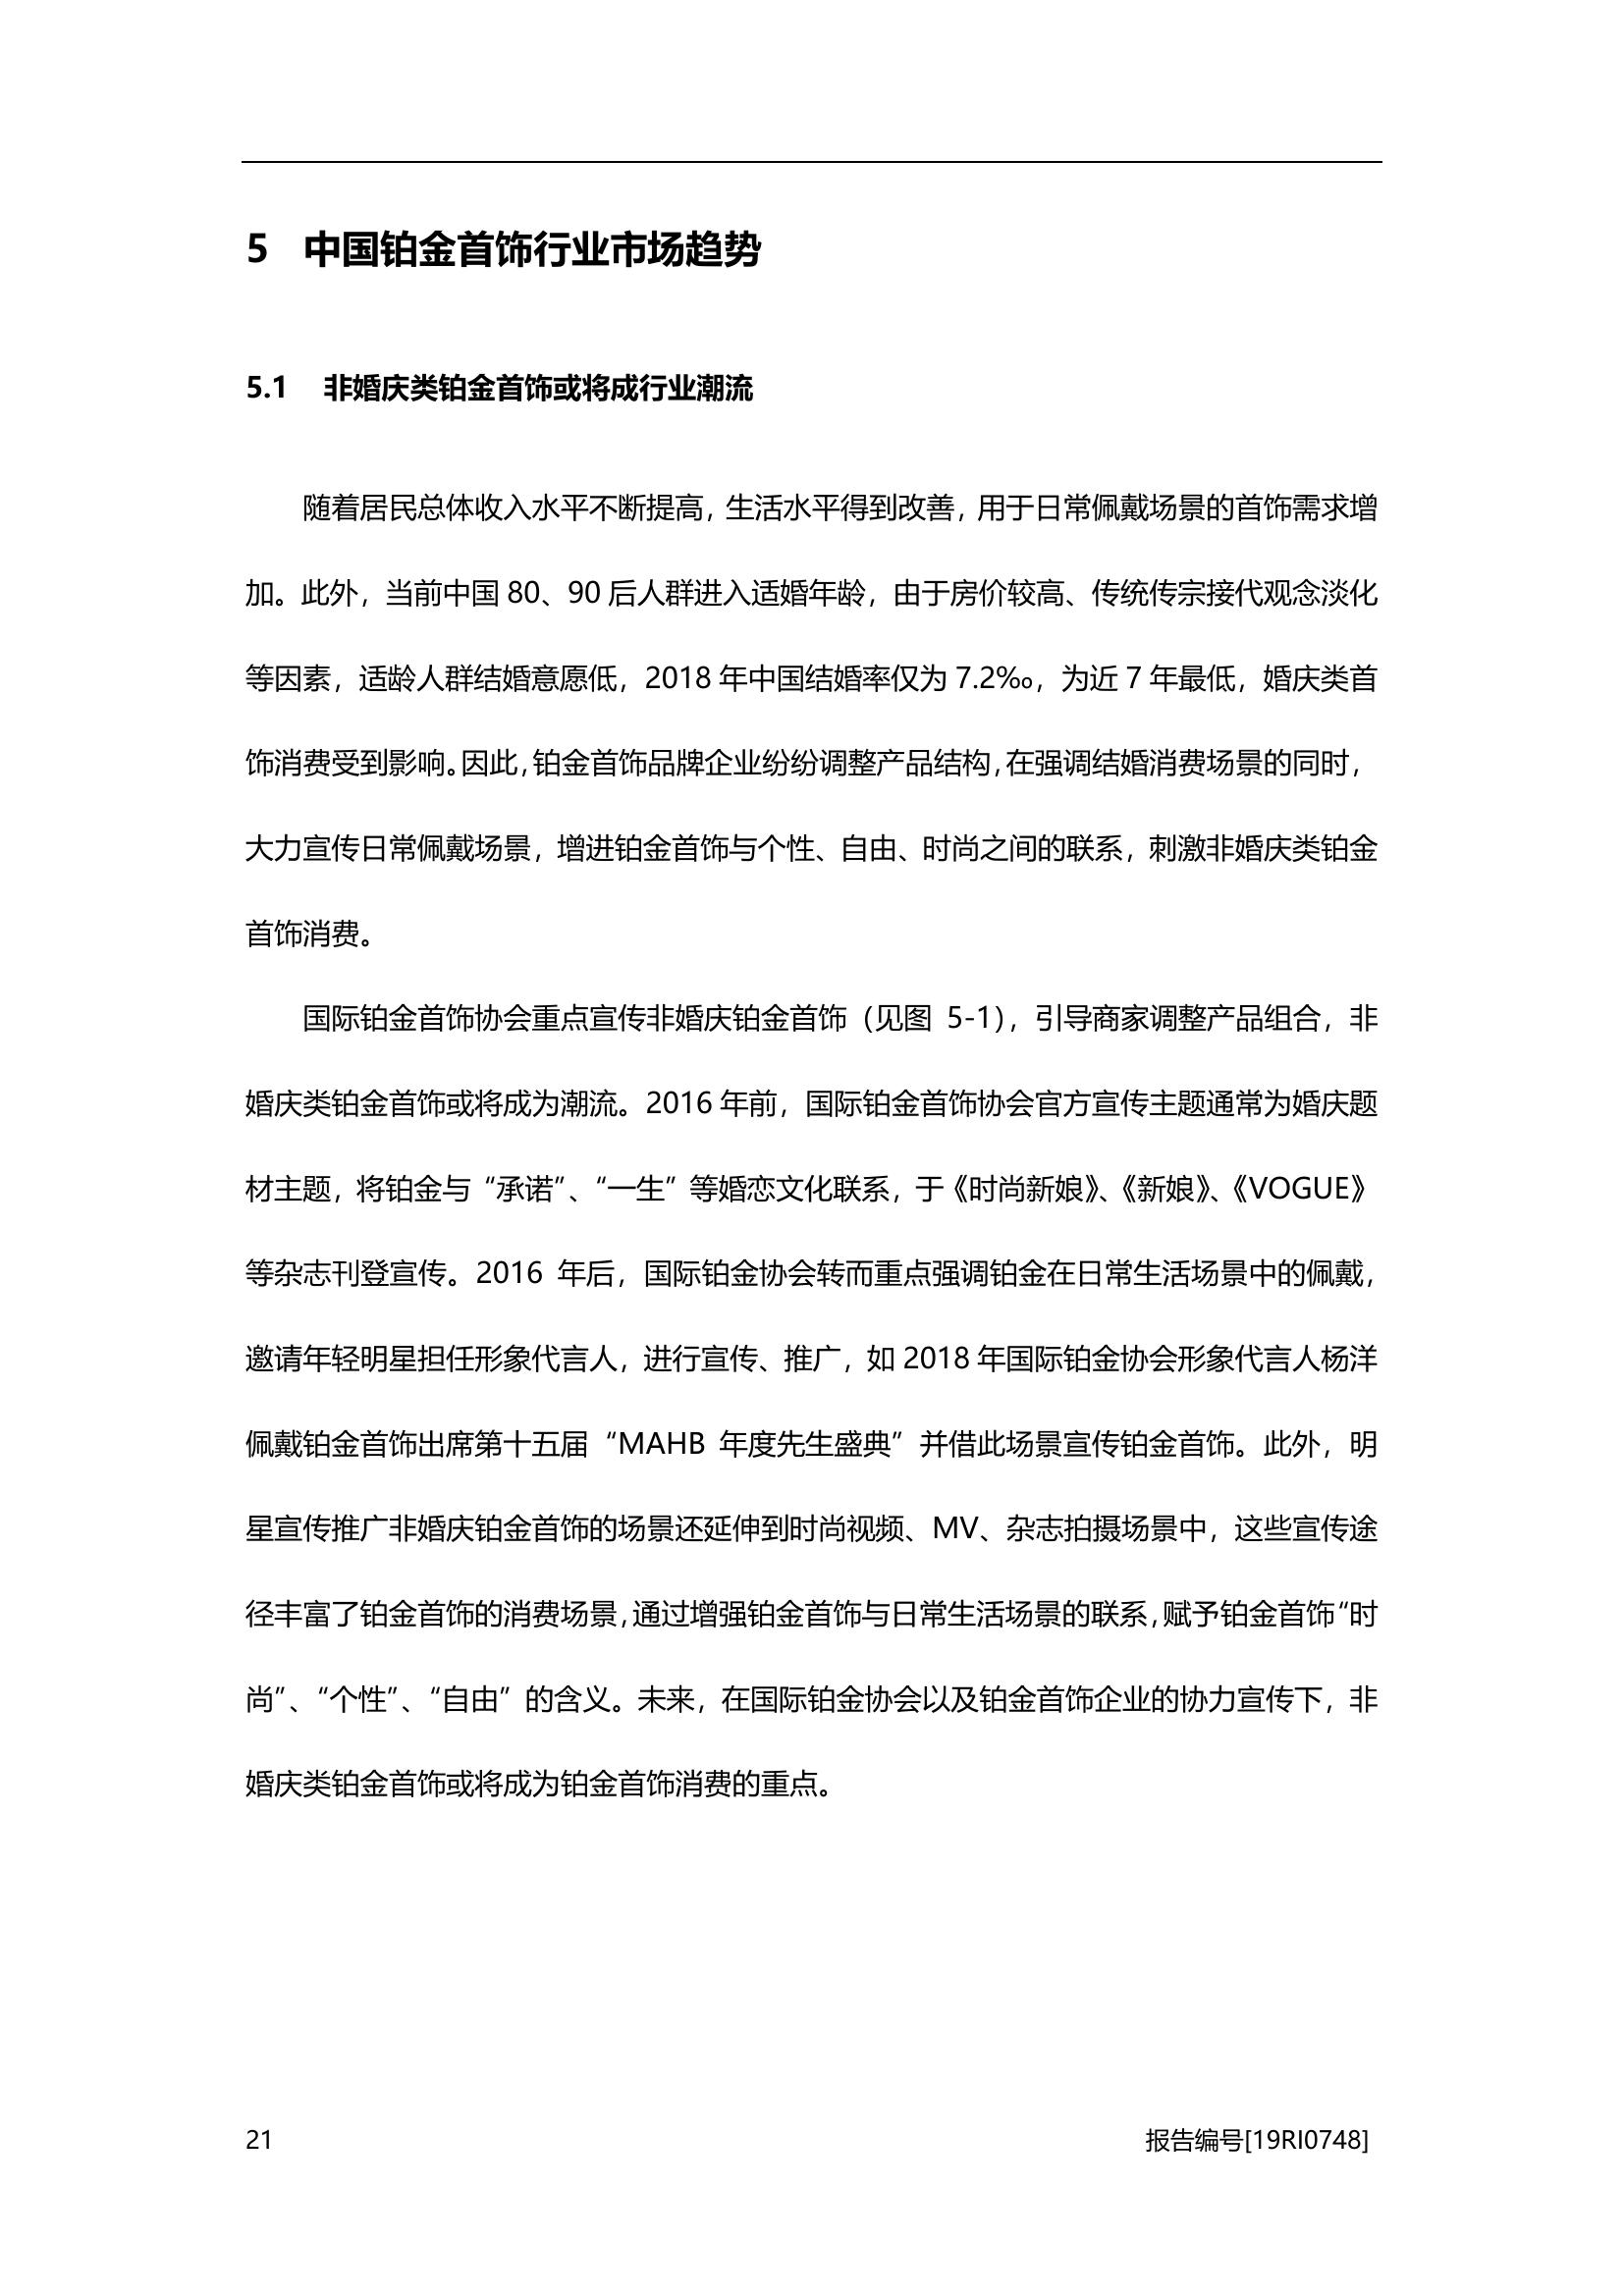 5 中国铂金首饰行业市场趋势
5.1 非婚庆类铂金首饰或将成行业潮流
随着居民总体收入水平不断提高，生活水平得到改善，用于日常佩戴场景的首饰需求增
加。此外，当前中国 80、90 后人群进入适婚年龄，由于房价较高、传统传宗接代观念淡化
等因素，适龄人群结婚意愿低，2018 年中国结婚率仅为 7.2‰，为近 7 年最低，婚庆类首
饰消费受到影响。因此，铂金首饰品牌企业纷纷调整产品结构，在强调结婚消费场景的同时，
大力宣传日常佩戴场景，增进铂金首饰与个性、自由、时尚之间的联系，刺激非婚庆类铂金
首饰消费。
国际铂金首饰协会重点宣传非婚庆铂金首饰（见图 5-1），引导商家调整产品组合，非
婚庆类铂金首饰或将成为潮流。2016 年前，国际铂金首饰协会官方宣传主题通常为婚庆题
材主题，将铂金与“承诺”、“一生”等婚恋文化联系，于《时尚新娘》、《新娘》、《VOGUE》
等杂志刊登宣传。2016 年后，国际铂金协会转而重点强调铂金在日常生活场景中的佩戴，
邀请年轻明星担任形象代言人，进行宣传、推广，如 2018 年国际铂金协会形象代言人杨洋
佩戴铂金首饰出席第十五届“MAHB 年度先生盛典”并借此场景宣传铂金首饰。此外，明
星宣传推广非婚庆铂金首饰的场景还延伸到时尚视频、MV、杂志拍摄场景中，这些宣传途
径丰富了铂金首饰的消费场景，通过增强铂金首饰与日常生活场景的联系，赋予铂金首饰“时
尚”、“个性”、“自由”的含义。未来，在国际铂金协会以及铂金首饰企业的协力宣传下，非
婚庆类铂金首饰或将成为铂金首饰消费的重点。
21 报告编号[19RI0748]